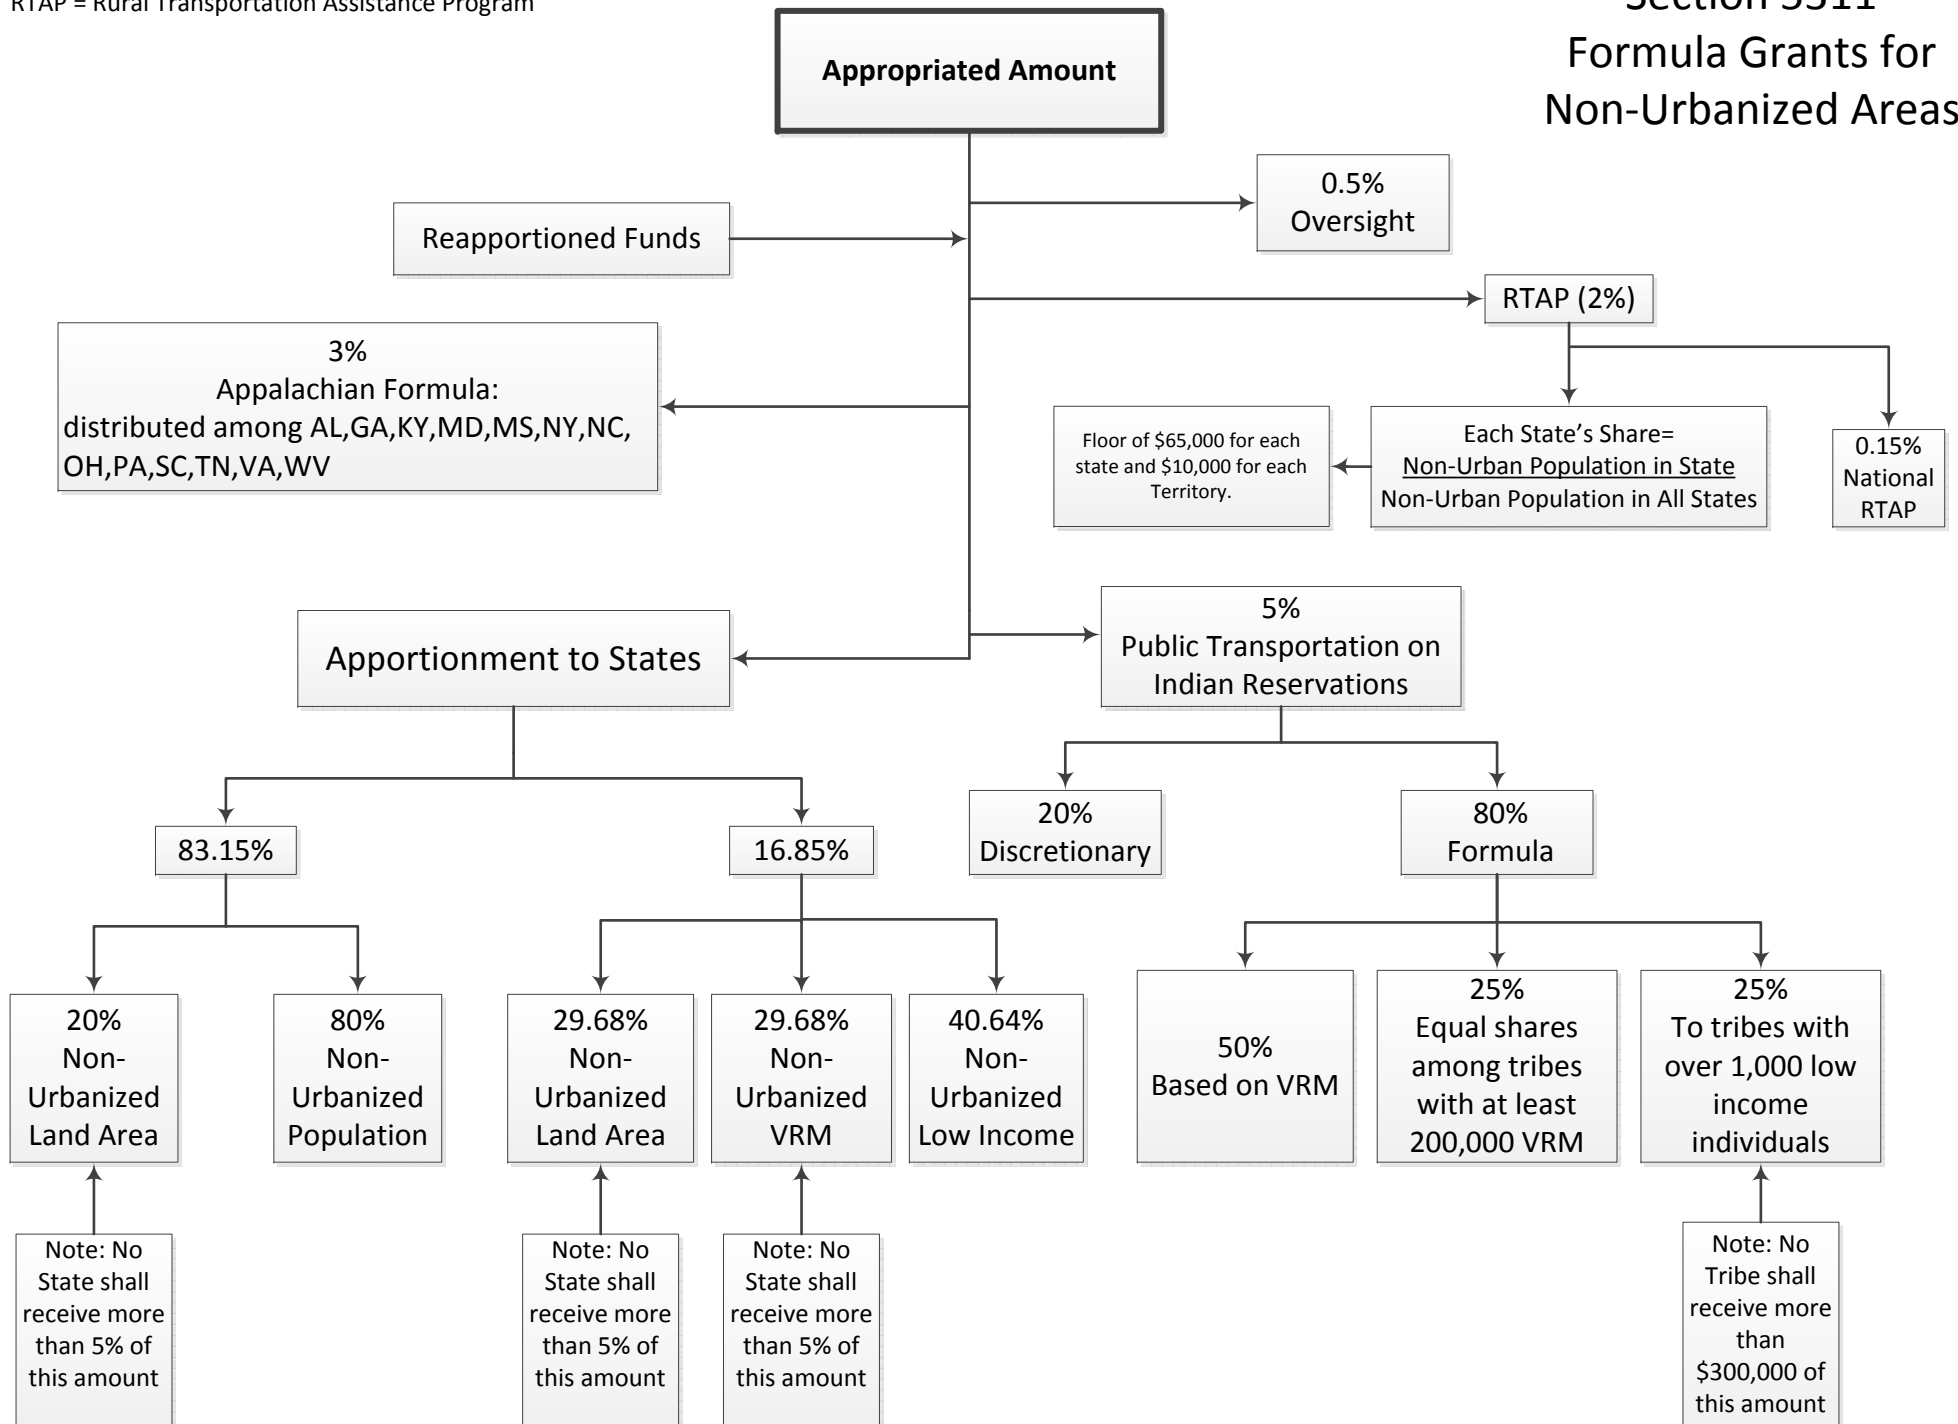 RTAP = Rural Transportation Assistance Program
Section 5311
Formula Grants for
Non-Urbanized Areas
Appropriated Amount
0.5%
Oversight
Reapportioned Funds
RTAP (2%)
3%
Appalachian Formula:
distributed among AL,GA,KY,MD,MS,NY,NC,
OH,PA,SC,TN,VA,WV
Floor of $65,000 for each
state and $10,000 for each
Territory.
Each State’s Share=
Non-Urban Population in State
Non-Urban Population in All States
0.15%
National
RTAP
Apportionment to States
5%
Public Transportation on
Indian Reservations
83.15%
16.85%
20%
Discretionary
80%
Formula
20%
Non-
Urbanized
Land Area
80%
Non-
Urbanized
Population
29.68%
Non-
Urbanized
Land Area
29.68%
Non-
Urbanized
VRM
40.64%
Non-
Urbanized
Low Income
50%
Based on VRM
25%
Equal shares
among tribes
with at least
200,000 VRM
25%
To tribes with
over 1,000 low
income
individuals
Note: No
State shall
receive more
than 5% of
this amount
Note: No
State shall
receive more
than 5% of
this amount
Note: No
State shall
receive more
than 5% of
this amount
Note: No
Tribe shall
receive more
than
$300,000 of
this amount